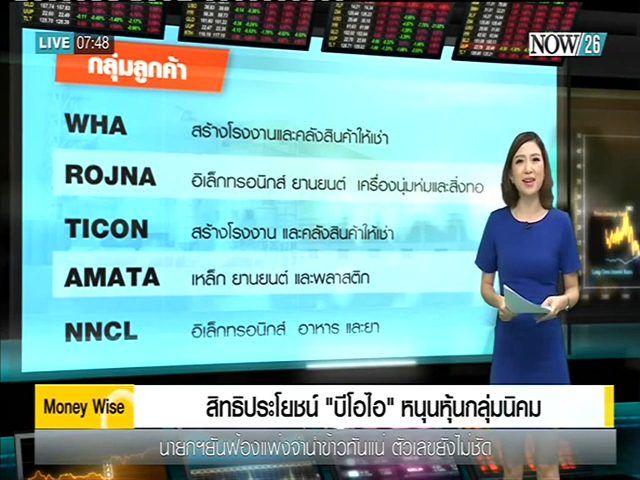 LIVE 07:48
NOW 26
กลุ่มลูกค้า
WHA สร้างโรงงานและคลังสินค้าให้เช่า
ROJNA อิเล็กทรอนิกส์ ยานยนต์ เครื่องนุ่มห่มและสิ่งทอ
TICON สร้างโรงงาน และคลังสินค้าให้เช่า
AMATA เหล็ก ยานยนต์ และพลาสติก
NNCL อิเล็กทรอนิกส์ อาหาร และยา
Money Wise
สิทธิประโยชน์ "บีโอไอ" หนุนหุ้นกลุ่มนิคม
นายกฯยันฟ้องแพ่งจำนำข้าวทันแน่ ตัวเลขยังไม่ชัด